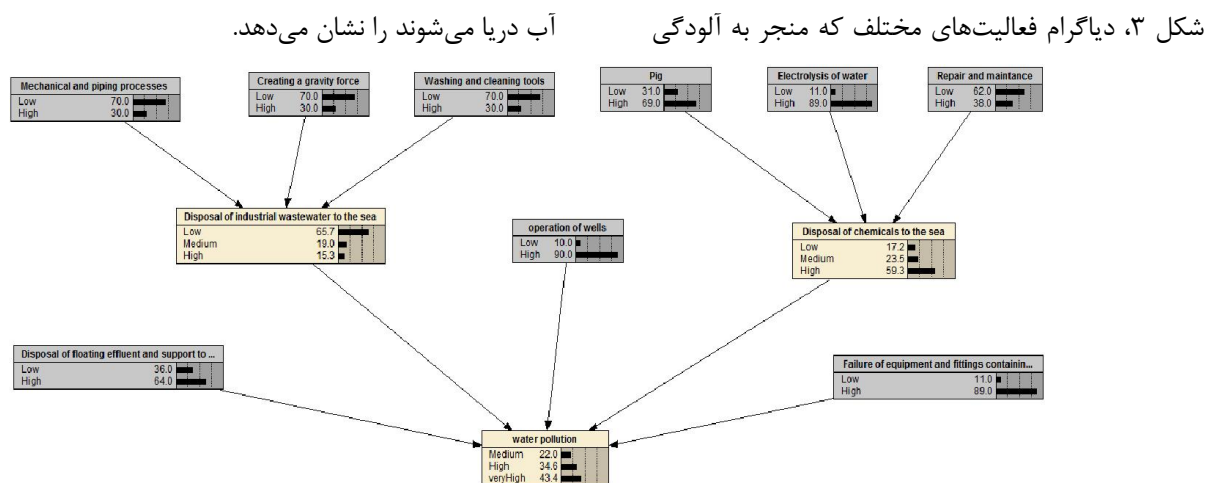 شکل ۳، دیاگرام فعالیت‌های مختلف که منجر به آلودگی
آب دریا می‌شوند را نشان می‌دهد.
Mechanical and piping processes
Low 70.0
High 30.0
Creating a gravity force
Low 70.0
High 30.0
Washing and cleaning tools
Low 70.0
High 30.0
Pig
Low 31.0
High 69.0
Electrolysis of water
Low 11.0
High 89.0
Repair and maintance
Low 62.0
High 38.0
Disposal of industrial wastewater to the sea
Low 65.7
Medium 19.0
High 15.3
operation of wells
Low 10.0
High 90.0
Disposal of chemicals to the sea
Low 17.2
Medium 23.5
High 59.3
Disposal of floating effluent and support to ...
Low 36.0
High 64.0
Failure of equipment and fittings containin...
Low 11.0
High 89.0
water pollution
Medium 22.0
High 34.6
veryHigh 43.4